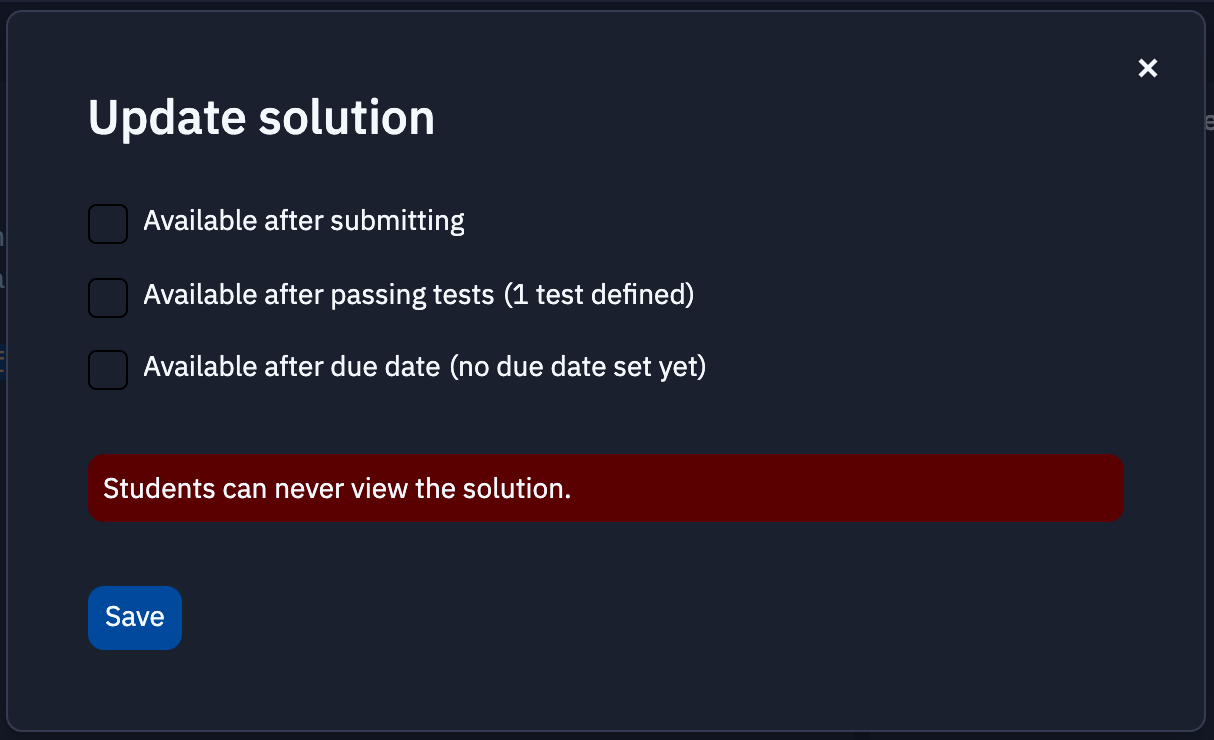 Update solution
Available after submitting
Available after passing tests (1 test defined)
Available after due date (no due date set yet)
Students can never view the solution.
Save